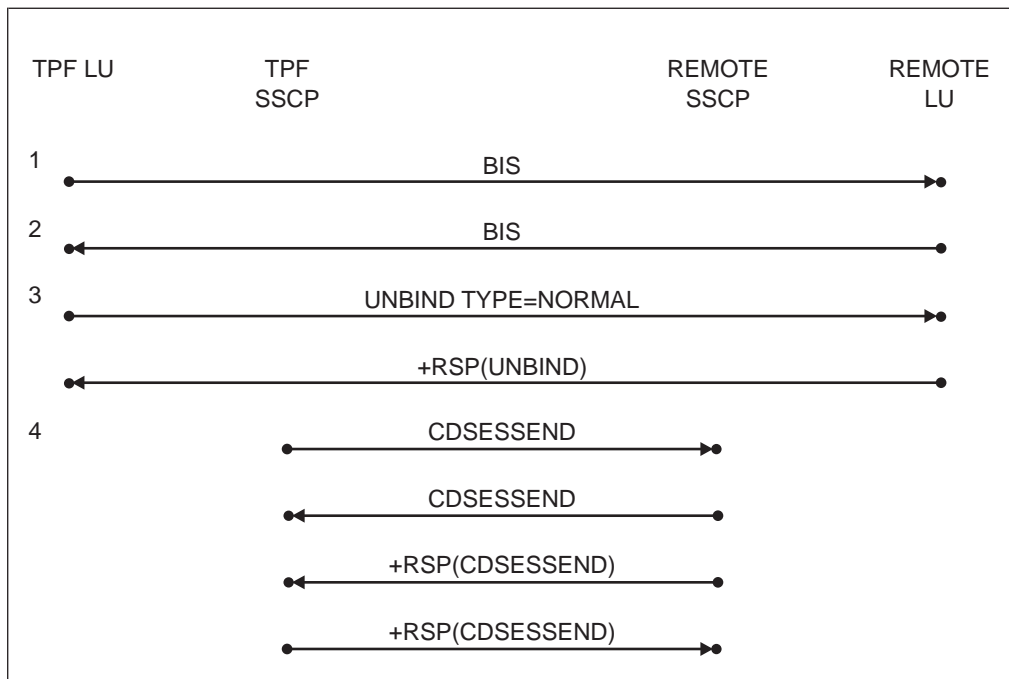 TPF LU
TPF
SSCP
REMOTE
SSCP
REMOTE
LU
1
BIS
2
BIS
3
UNBIND TYPE=NORMAL
+RSP(UNBIND)
4
CDSESSEND
CDSESSEND
+RSP(CDSESSEND)
+RSP(CDSESSEND)